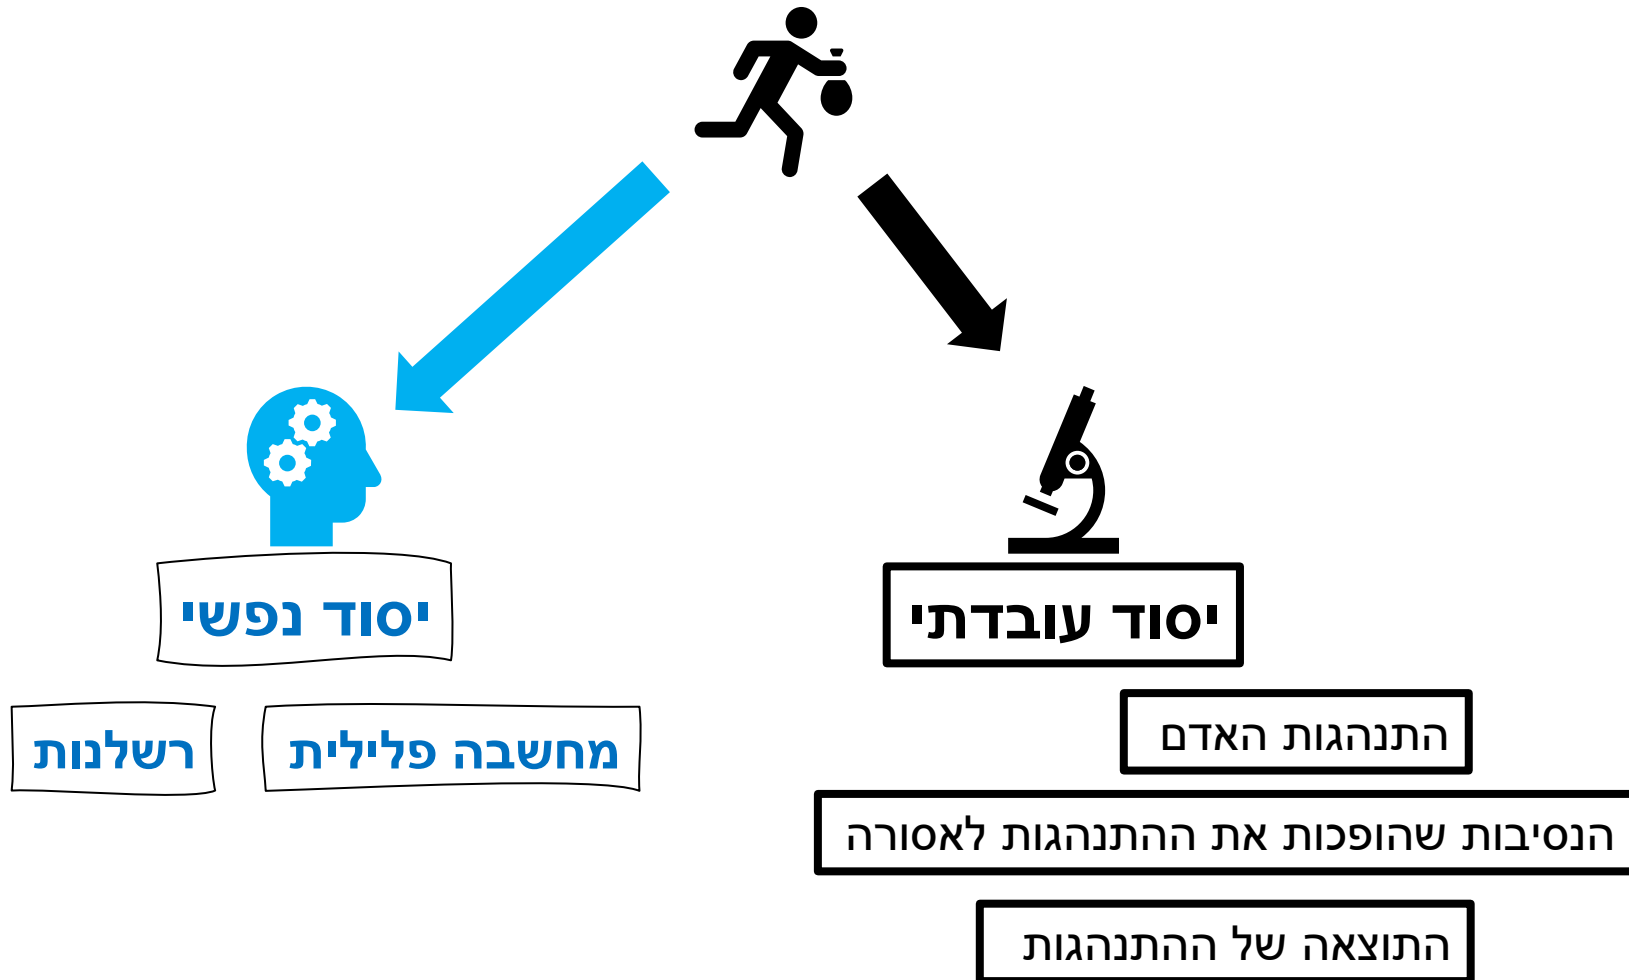 יסוד עובדתי
התנהגות האדם
הנסיבות שהופכות את ההתנהגות לאסורה
התוצאה של ההתנהגות
יסוד נפשי
מחשבה פלילית
רשלנות